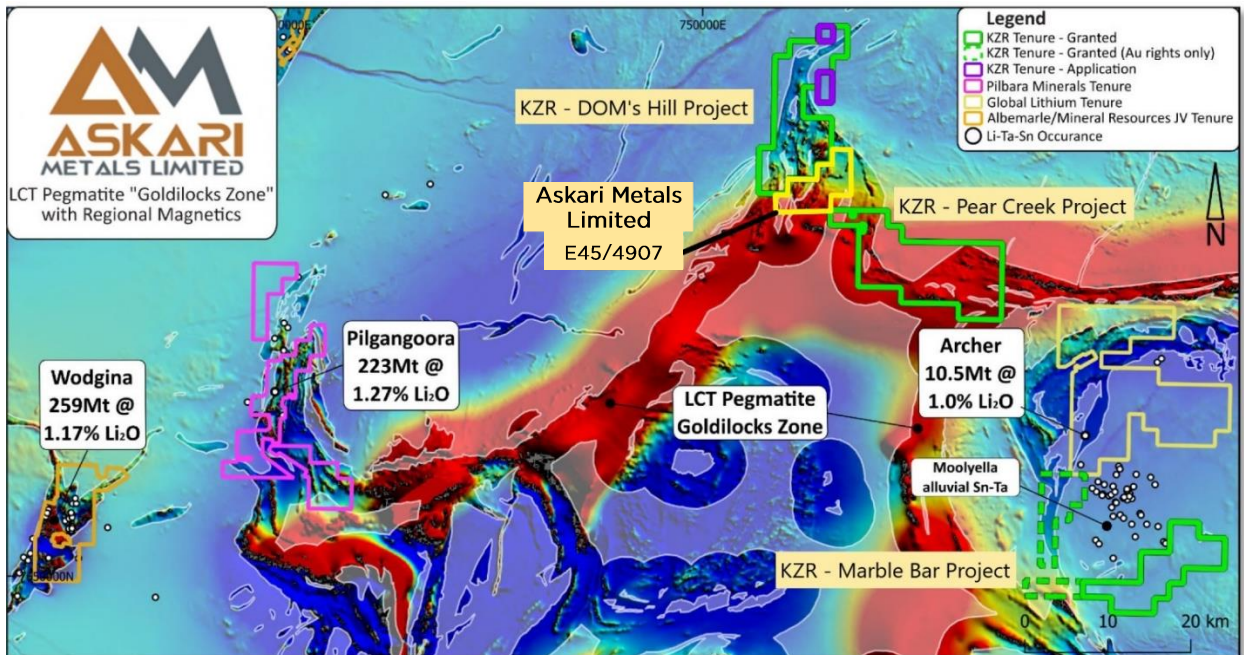 AM
ASKARI
METALS LIMITED
LCT Pegmatite "Goldilocks Zone"
with Regional Magnetics
750000E
Legend
KZR Tenure - Granted
KZR Tenure - Granted (Au rights only)
KZR Tenure - Application
Pilbara Minerals Tenure
Global Lithium Tenure
Albemarle/Mineral Resources JV Tenure
Li-Ta-Sn Occurance
KZR - DOM's Hill Project
Askari Metals
Limited
E45/4907
KZR - Pear Creek Project
N
Pilgangoora
223Mt @
1.27% Li₂O
Wodgina
259Mt @
1.17% Li₂O
Archer
10.5Mt @
1.0% Li₂O
LCT Pegmatite
Goldilocks Zone
Moolyella
alluvial Sn-Ta
KZR - Marble Bar Project
0 10 20 km